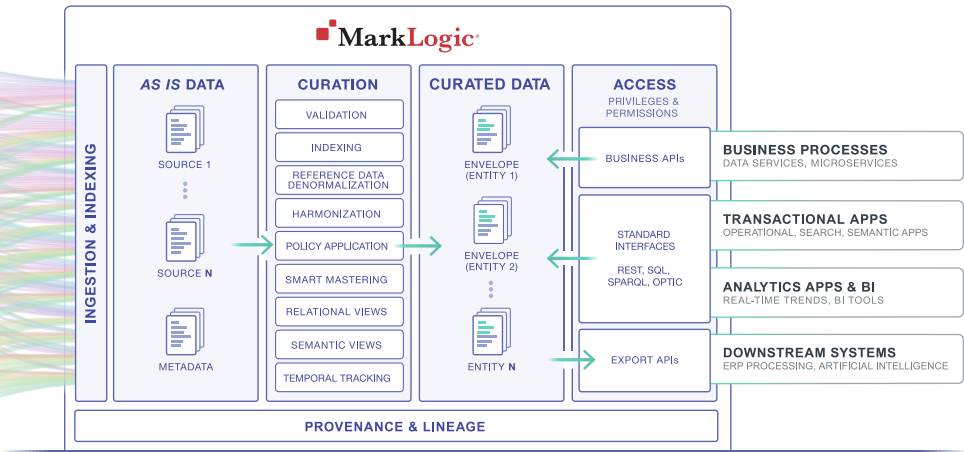 MarkLogic®
INGESTION & INDEXING
AS IS DATA
SOURCE 1
SOURCE N
METADATA
CURATION
VALIDATION
INDEXING
REFERENCE DATA
DENORMALIZATION
HARMONIZATION
POLICY APPLICATION
SMART MASTERING
RELATIONAL VIEWS
SEMANTIC VIEWS
TEMPORAL TRACKING
CURATED DATA
ENVELOPE
(ENTITY 1)
ENVELOPE
(ENTITY 2)
ENTITY N
ACCESS
PRIVILEGES &
PERMISSIONS
BUSINESS APIs
STANDARD
INTERFACES
REST, SQL,
SPARQL, OPTIC
EXPORT APIs
BUSINESS PROCESSES
DATA SERVICES, MICROSERVICES
TRANSACTIONAL APPS
OPERATIONAL, SEARCH, SEMANTIC APPS
ANALYTICS APPS & BI
REAL-TIME TRENDS, BI TOOLS
DOWNSTREAM SYSTEMS
ERP PROCESSING, ARTIFICIAL INTELLIGENCE
PROVENANCE & LINEAGE